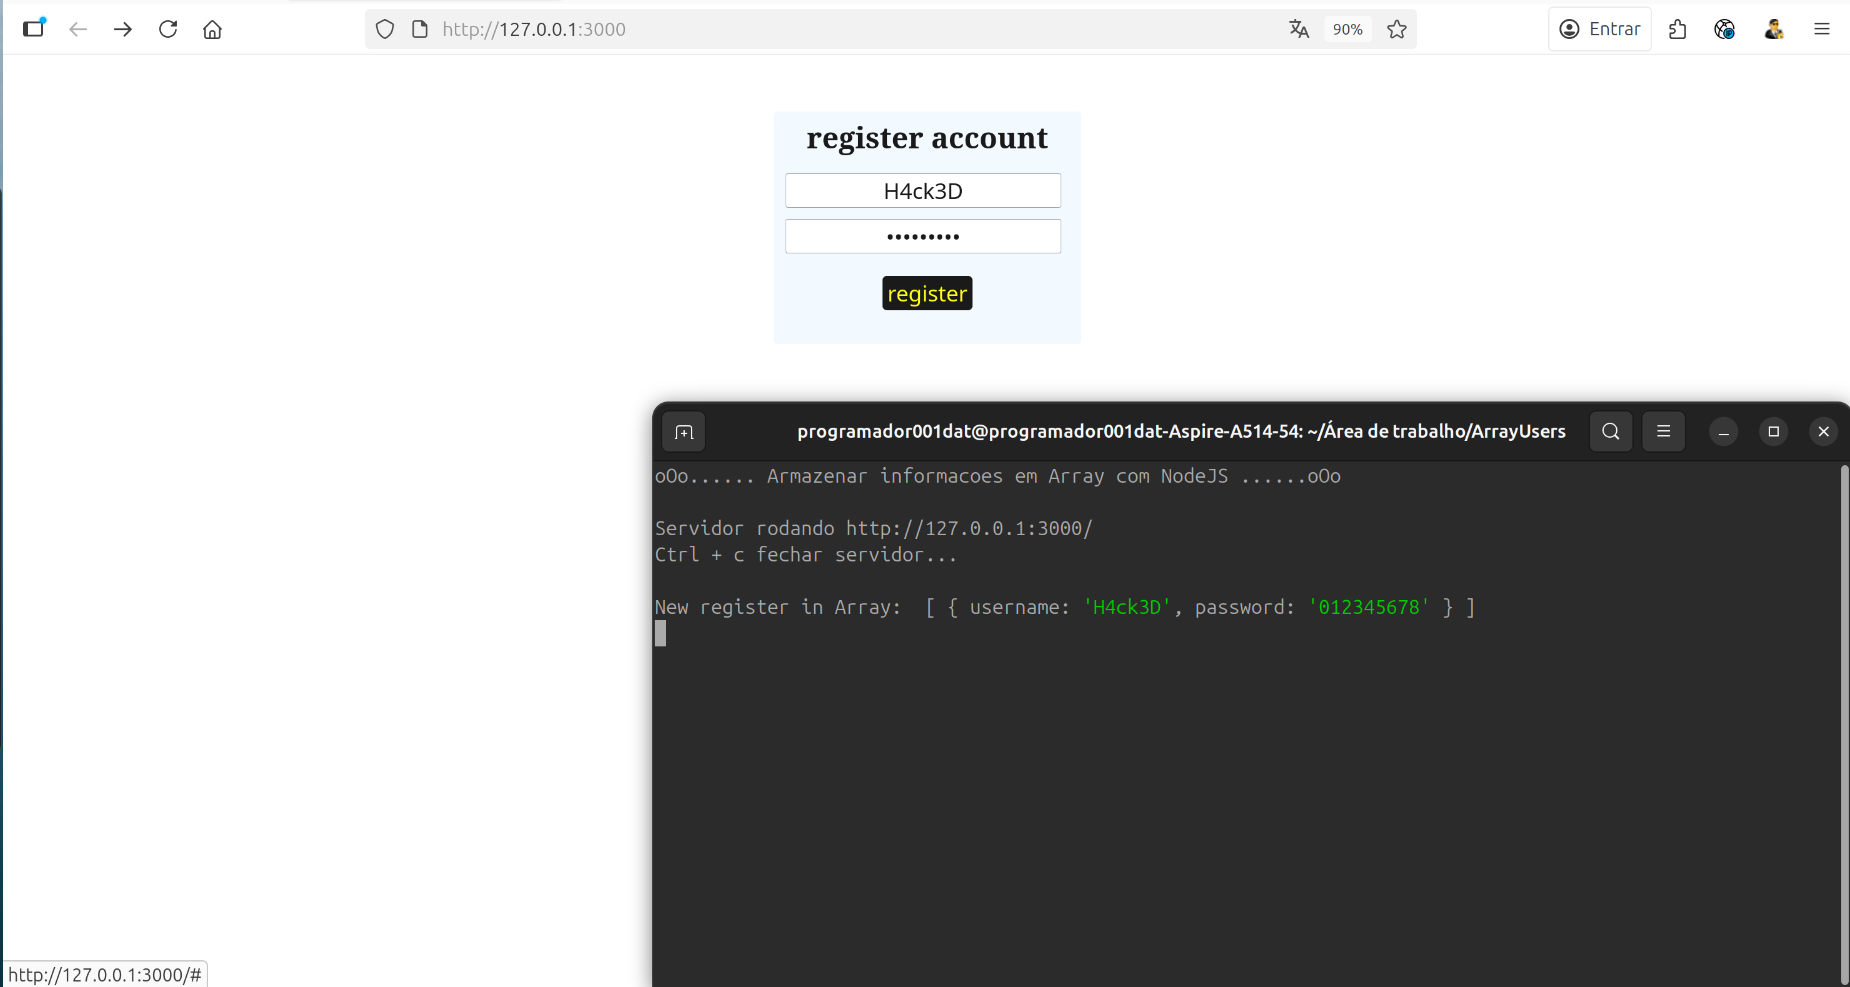 http://127.0.0.1:3000
90%
Entrar
register account
H4ck3D
•••••••••
register
programador001dat@programador001dat-Aspire-A514-54: ~/Área de trabalho/ArrayUsers
oOo...... Armazenar informacoes em Array com NodeJS ......oOo
Servidor rodando http://127.0.0.1:3000/
Ctrl + c fechar servidor...
New register in Array:  [ { username: 'H4ck3D', password: '012345678' } ]
http://127.0.0.1:3000/#